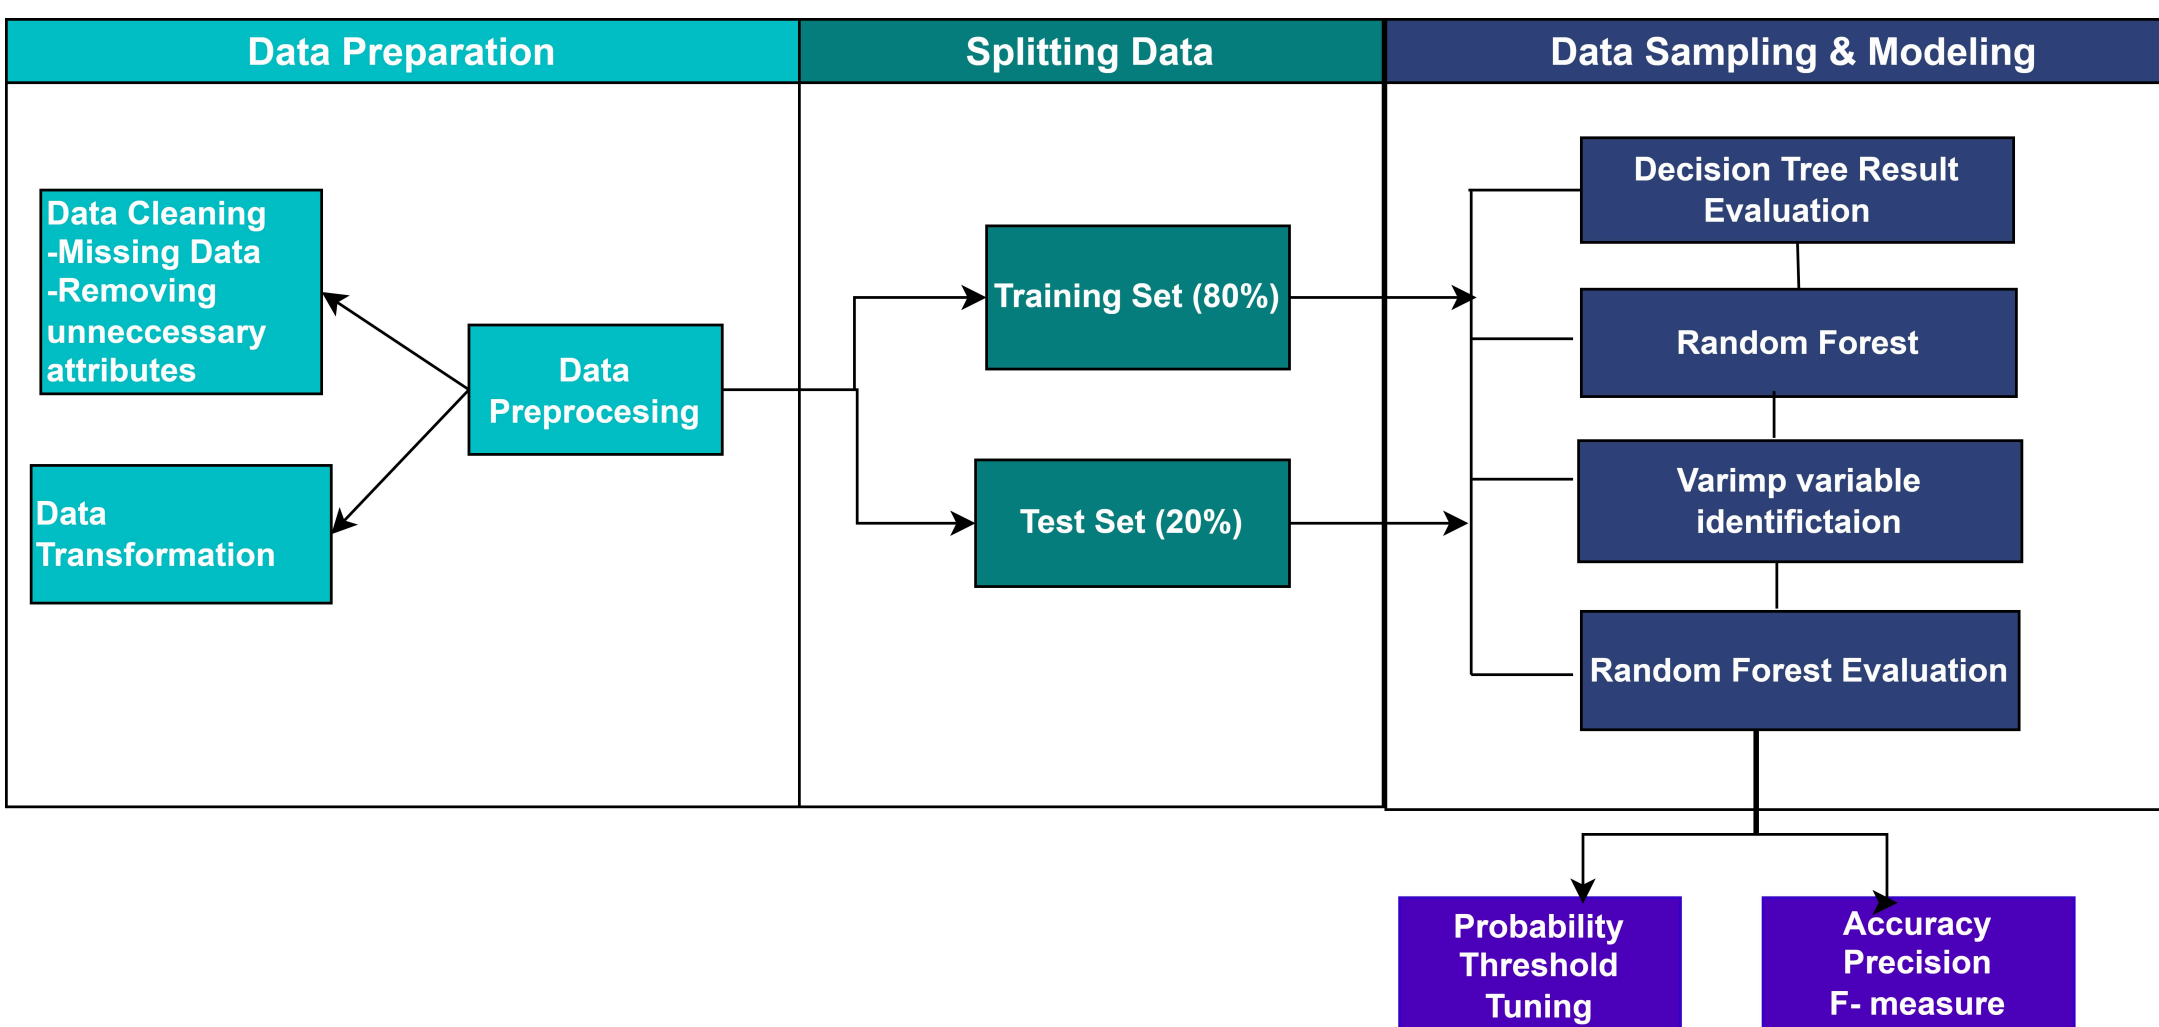 Data Preparation
Splitting Data
Data Sampling & Modeling
Data Cleaning
-Missing Data
-Removing
unneccessary
attributes
Data
Transformation
Data
Preprocesing
Training Set (80%)
Test Set (20%)
Decision Tree Result
Evaluation
Random Forest
Varimp variable
identifictaion
Random Forest Evaluation
Probability
Threshold
Tuning
Accuracy
Precision
F- measure